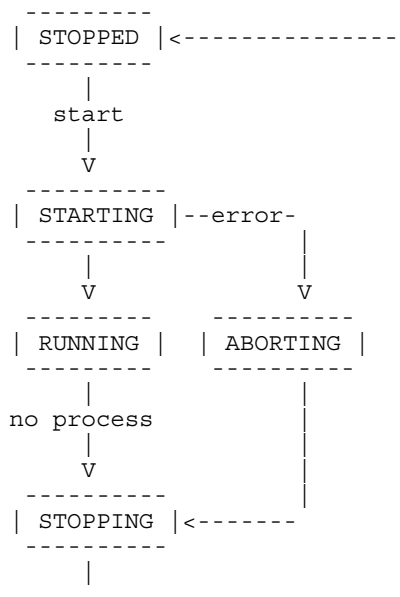 STOPPED
start
STARTING --error-
RUNNING ABORTING
no process
STOPPING